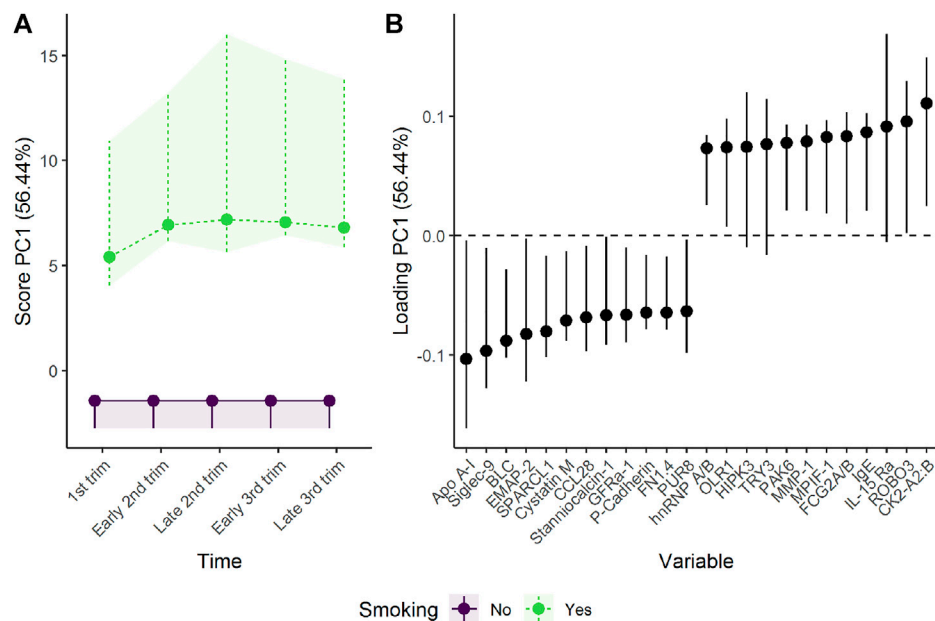 A
Score PC1 (56.44%)
15
10
5
0
1st trim
Early 2nd trim
Late 2nd trim
Early 3rd trim
Late 3rd trim
Time
B
Loading PC1 (56.44%)
0.1
0.0
-0.1
Apo A-I
Siglec-9
BLC
EMAP-2
SPARCL-1
Cystatin M
CCL28
Stanniocalcin-1
GFRa-1
P-Cadherin
FN1.4
PUR8
hnRNP A/B
OLR1
HIPK3
TRY3
PAK6
MMP-1
MPIF-1
FCG2A/B
IgE
IL-15 Ra
ROBO3
CK2-A2:B
Variable
Smoking No Yes